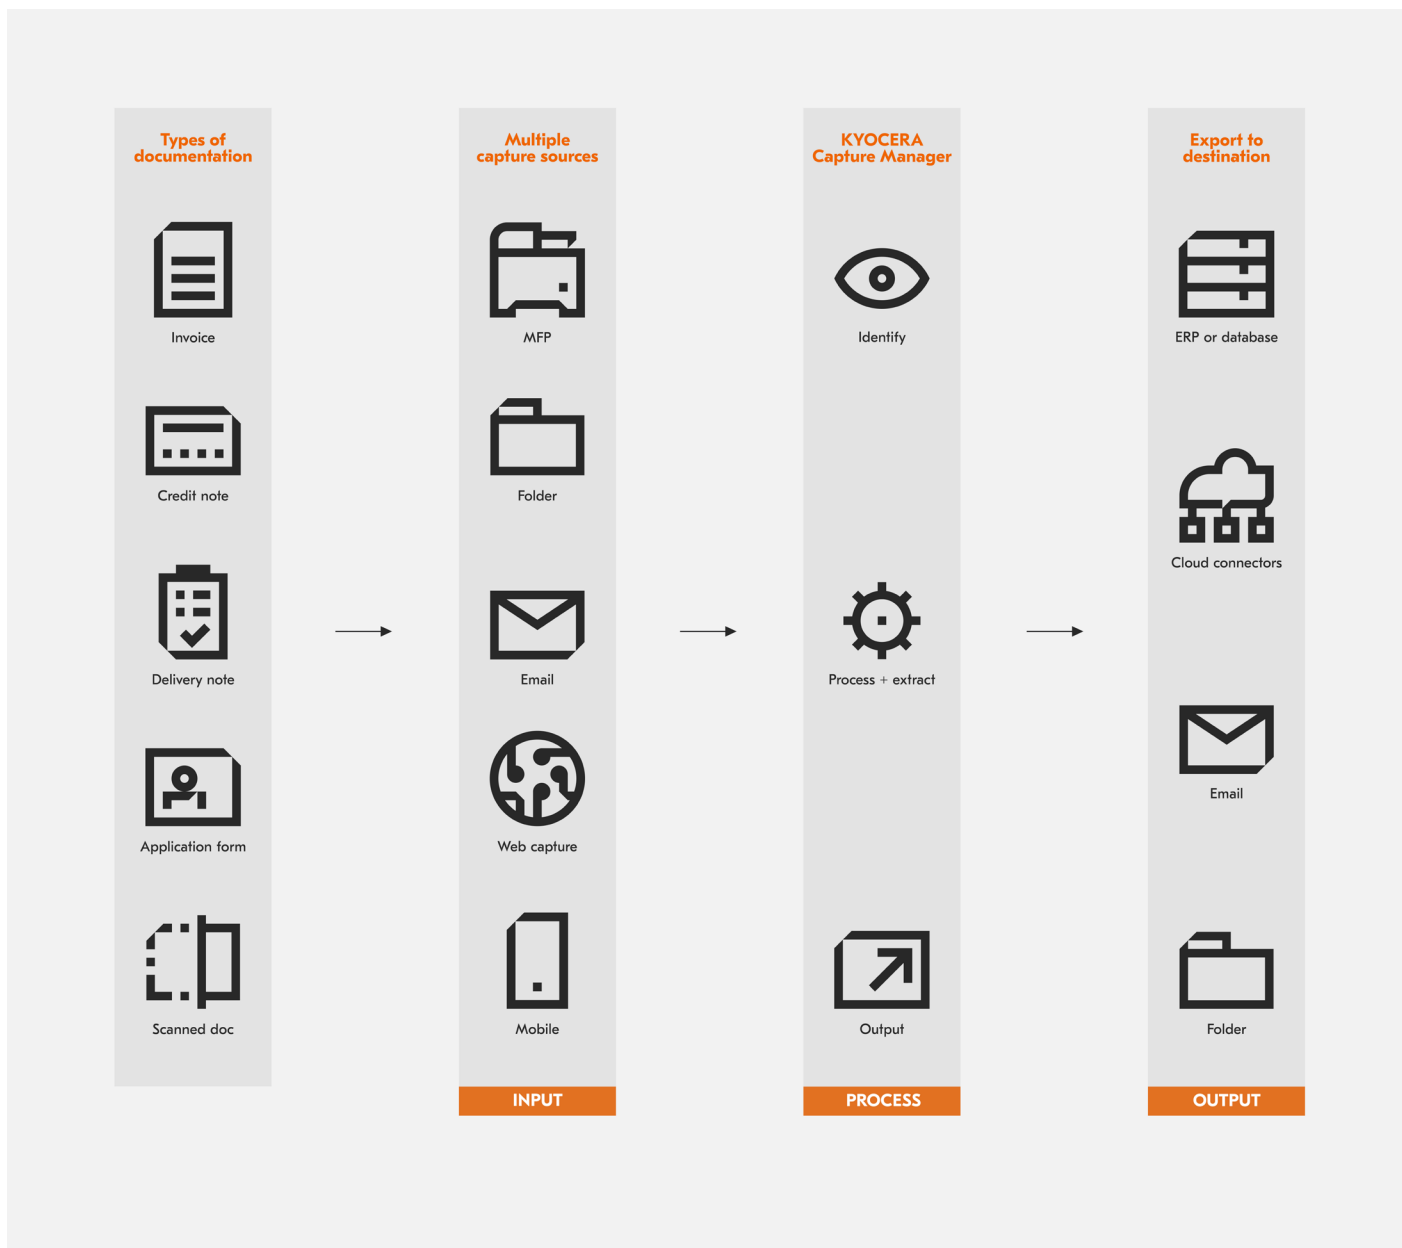 Types of
documentation
Invoice
Credit note
Delivery note
Application form
Scanned doc
Multiple
capture sources
MFP
Folder
Email
Web capture
Mobile
INPUT
KYOCERA
Capture Manager
Identify
Process + extract
Output
PROCESS
Export to
destination
ERP or database
Cloud connectors
Email
Folder
OUTPUT